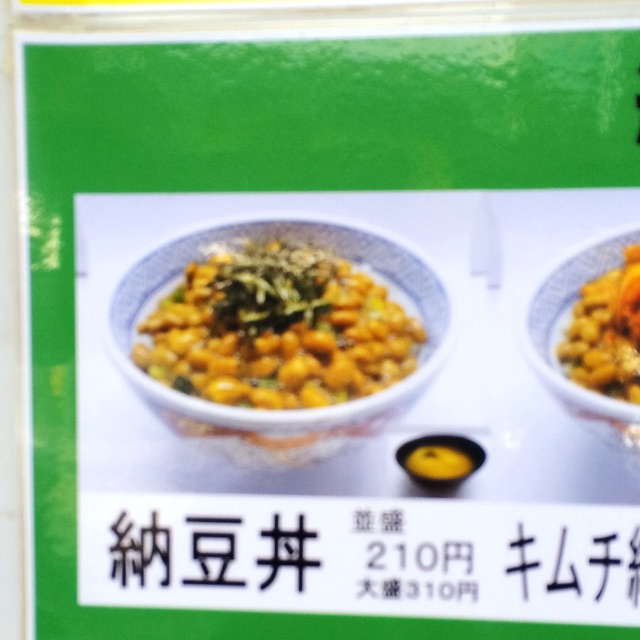 納豆丼
並盛
210円
大盛310円
キムチ